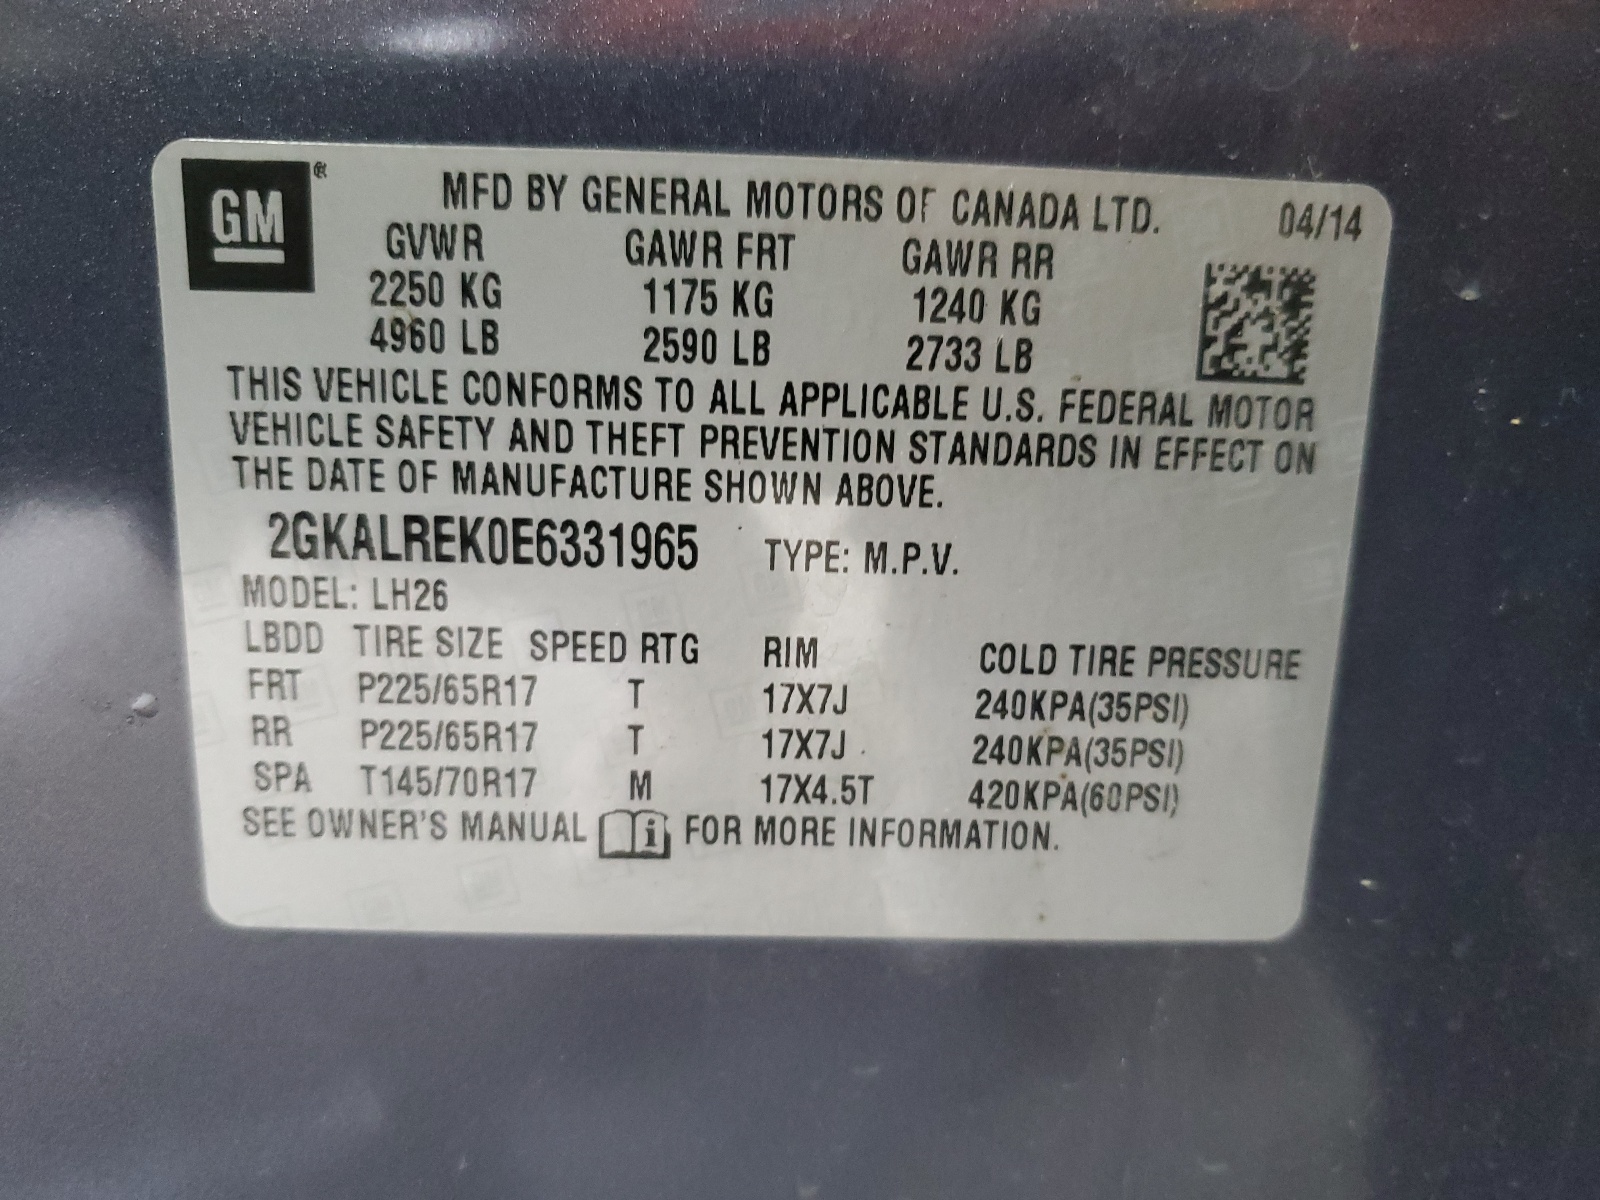 GM ®
MFD BY GENERAL MOTORS OF CANADA LTD. 04/14
GVWR GAWR FRT GAWR RR
2250 KG 1175 KG 1240 KG
4960 LB 2590 LB 2733 LB
THIS VEHICLE CONFORMS TO ALL APPLICABLE U.S. FEDERAL MOTOR
VEHICLE SAFETY AND THEFT PREVENTION STANDARDS IN EFFECT ON
THE DATE OF MANUFACTURE SHOWN ABOVE.
2GKALREK0E6331965 TYPE: M.P.V.
MODEL: LH26
LBDD TIRE SIZE SPEED RTG RIM COLD TIRE PRESSURE
FRT P225/65R17 T 17X7J 240KPA(35PSI)
RR P225/65R17 T 17X7J 240KPA(35PSI)
SPA T145/70R17 M 17X4.5T 420KPA(60PSI)
SEE OWNER'S MANUAL i FOR MORE INFORMATION.